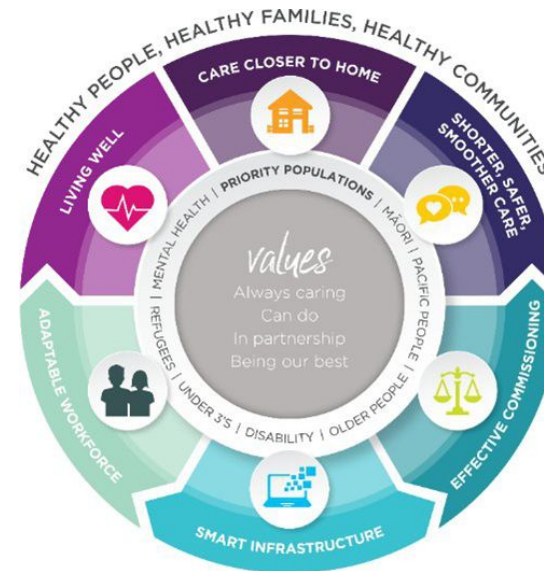 HEALTHY PEOPLE, HEALTHY FAMILIES, HEALTHY COMMUNITIES
CARE CLOSER TO HOME
SHORTER, SAFER,
SMOOTHER CARE
EFFECTIVE COMMISSIONING
SMART INFRASTRUCTURE
ADAPTABLE WORKFORCE
LIVING WELL
PRIORITY POPULATIONS | MĀORI | PACIFIC PEOPLE | OLDER PEOPLE | DISABILITY | UNDER 3'S | REFUGEES | MENTAL HEALTH |
values
Always caring
Can do
In partnership
Being our best